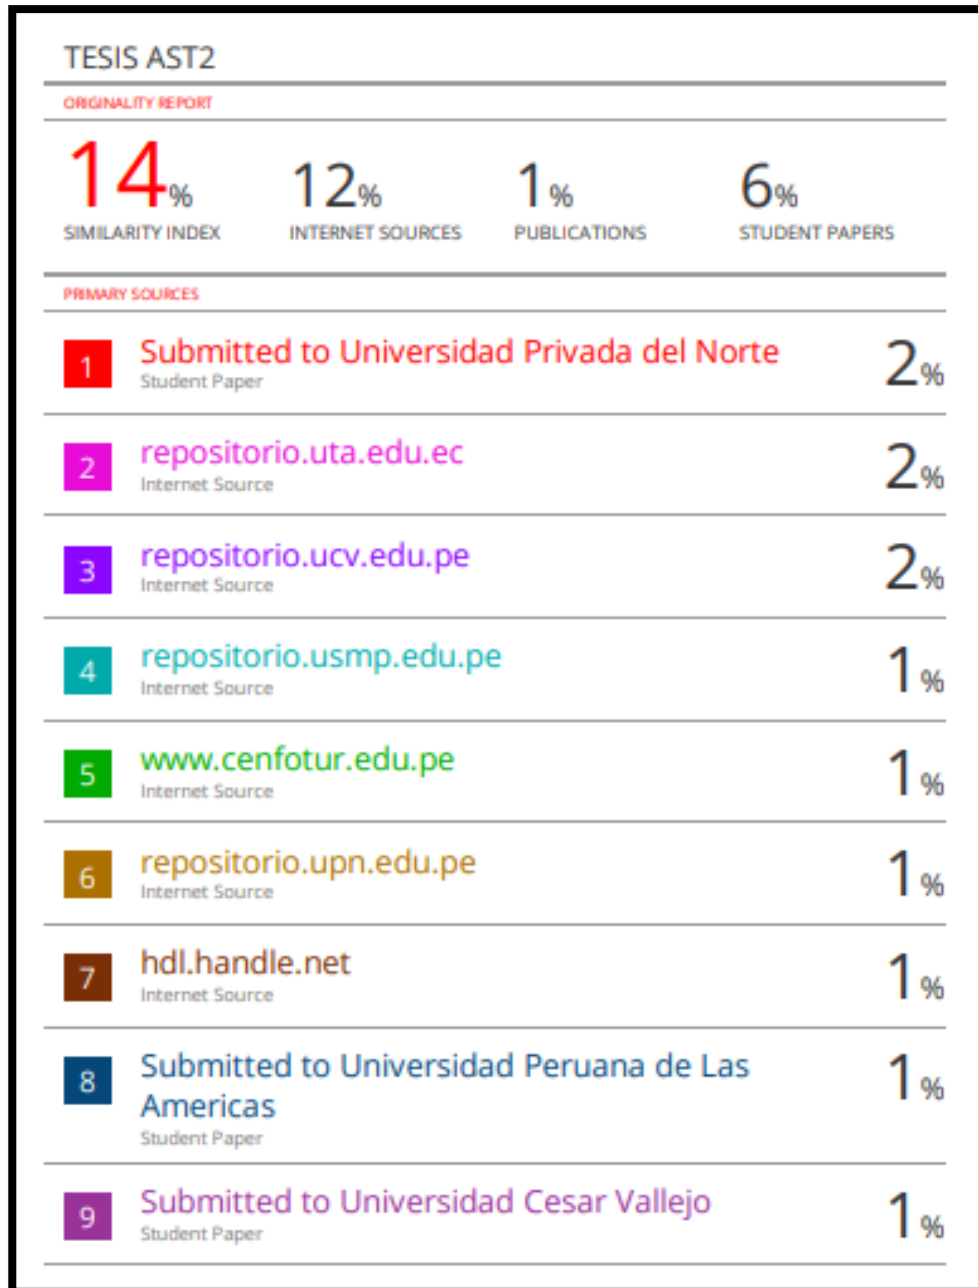 TESIS AST2
ORIGINALITY REPORT
14% 12% 1% 6%
SIMILARITY INDEX INTERNET SOURCES PUBLICATIONS STUDENT PAPERS
PRIMARY SOURCES
1 Submitted to Universidad Privada del Norte 2%
Student Paper
2 repositorio.uta.edu.ec 2%
Internet Source
3 repositorio.ucv.edu.pe 2%
Internet Source
4 repositorio.usmp.edu.pe 1%
Internet Source
5 www.cenfotur.edu.pe 1%
Internet Source
6 repositorio.upn.edu.pe 1%
Internet Source
7 hdl.handle.net 1%
Internet Source
8 Submitted to Universidad Peruana de Las 1%
Americas
Student Paper
9 Submitted to Universidad Cesar Vallejo 1%
Student Paper